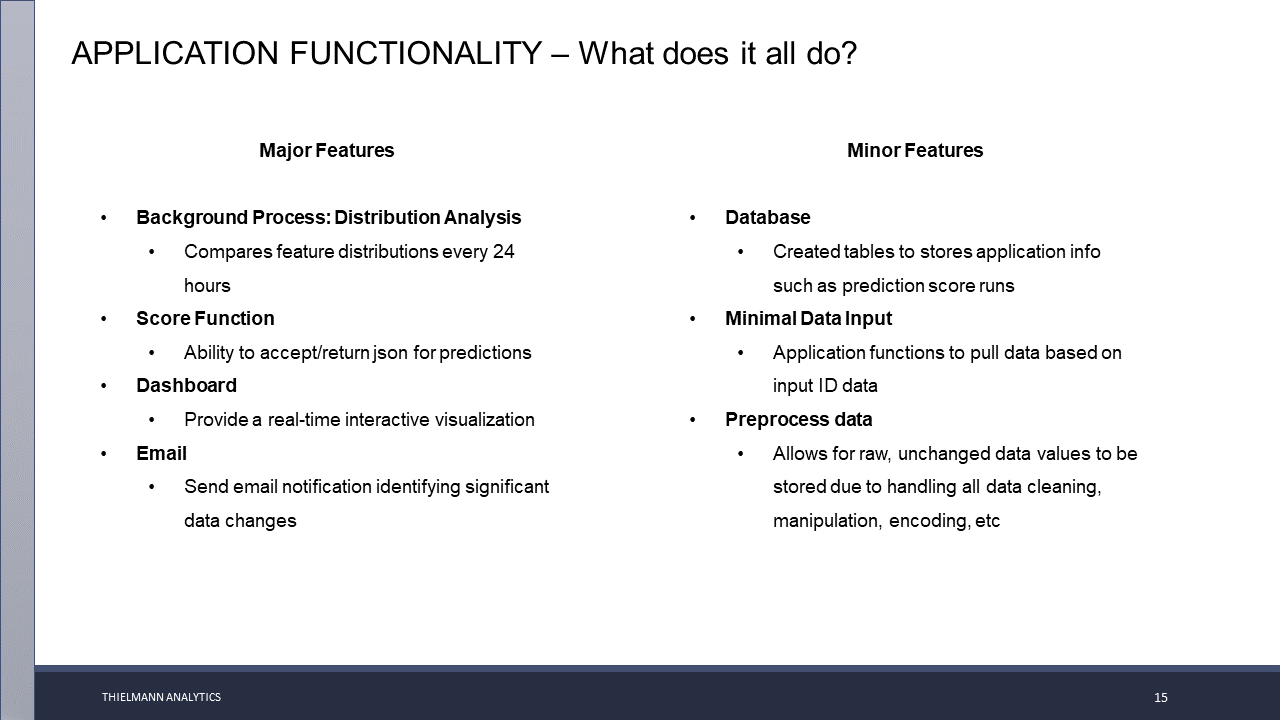 APPLICATION FUNCTIONALITY – What does it all do?
Major Features
• Background Process: Distribution Analysis
• Compares feature distributions every 24
hours
• Score Function
• Ability to accept/return json for predictions
• Dashboard
• Provide a real-time interactive visualization
• Email
• Send email notification identifying significant
data changes
Minor Features
• Database
• Created tables to stores application info
such as prediction score runs
• Minimal Data Input
• Application functions to pull data based on
input ID data
• Preprocess data
• Allows for raw, unchanged data values to be
stored due to handling all data cleaning,
manipulation, encoding, etc
THIELMANN ANALYTICS
15